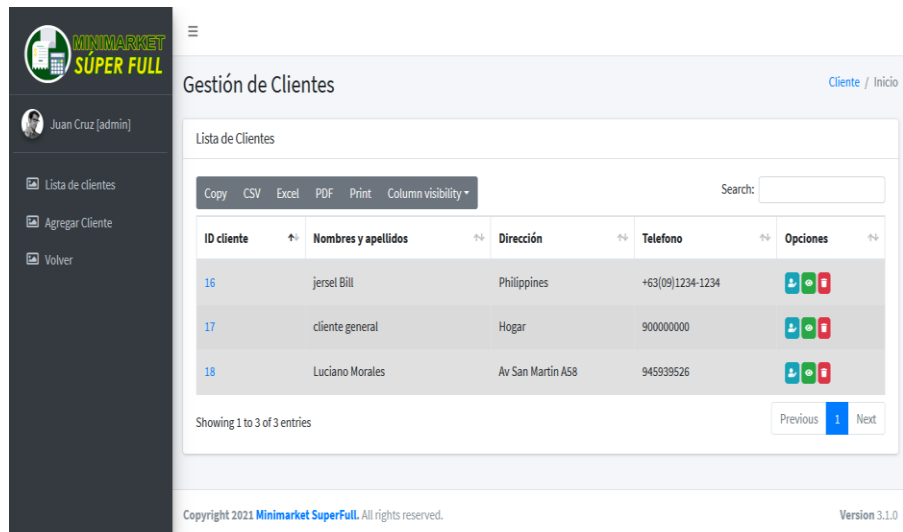 MINIMARKET
SÚPER FULL
Juan Cruz [admin]
Lista de clientes
Agregar Cliente
Volver
Gestión de Clientes
Cliente / Inicio
Lista de Clientes
Copy CSV Excel PDF Print Column visibility
Search:
ID cliente Nombres y apellidos Dirección Telefono Opciones
16 jersel Bill Philippines +63(09)1234-1234
17 cliente general Hogar 900000000
18 Luciano Morales Av San Martin A58 945939526
Showing 1 to 3 of 3 entries
Previous 1 Next
Copyright 2021 Minimarket SuperFull. All rights reserved.
Version 3.1.0